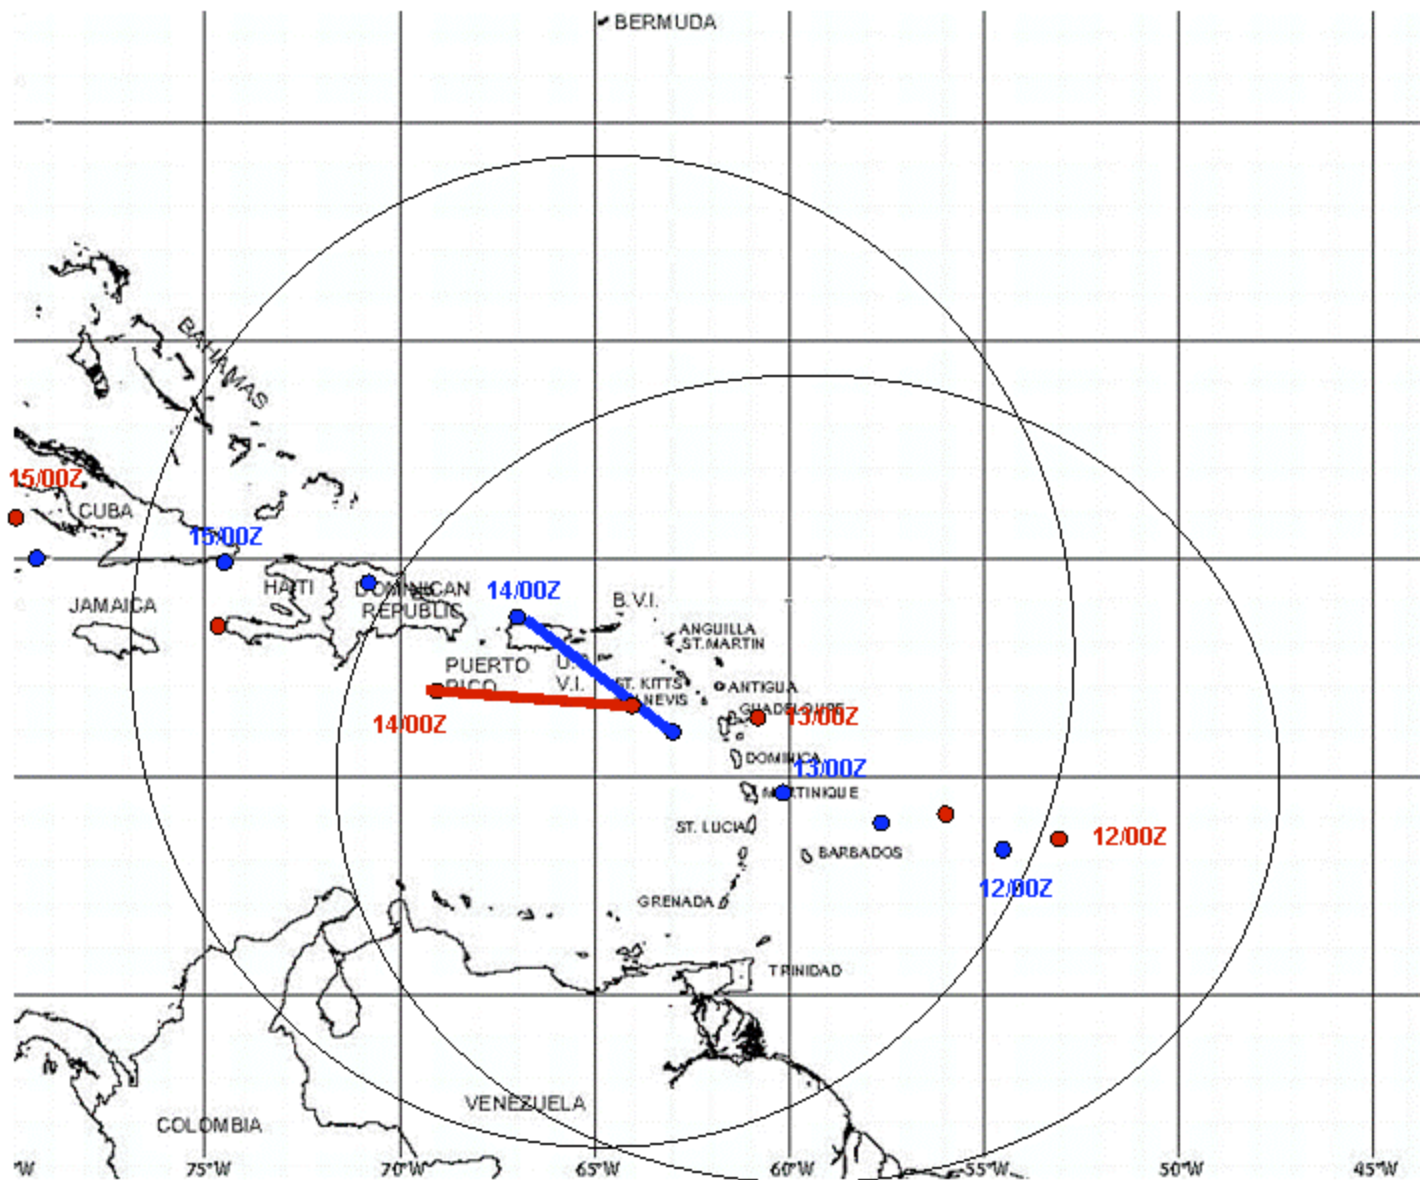 BERMUDA
BAHAMAS
15/00Z
CUBA
15/00Z
HAITI
DOMINICAN
REPUBLIC
14/00Z
B.V.I.
JAMAICA
ANGUILLA
ST. MARTIN
PUERTO
RICO
U.S.
V.I.
ST. KITTS
NEVIS
ANTIGUA
GUADELOUPE
13/00Z
14/00Z
DOMINICA
13/00Z
MARTINIQUE
ST. LUCIA
BARBADOS
12/00Z
12/00Z
GRENADA
TRINIDAD
VENEZUELA
COLOMBIA
°W 75°W 70°W 65°W 60°W 55°W 50°W 45°W